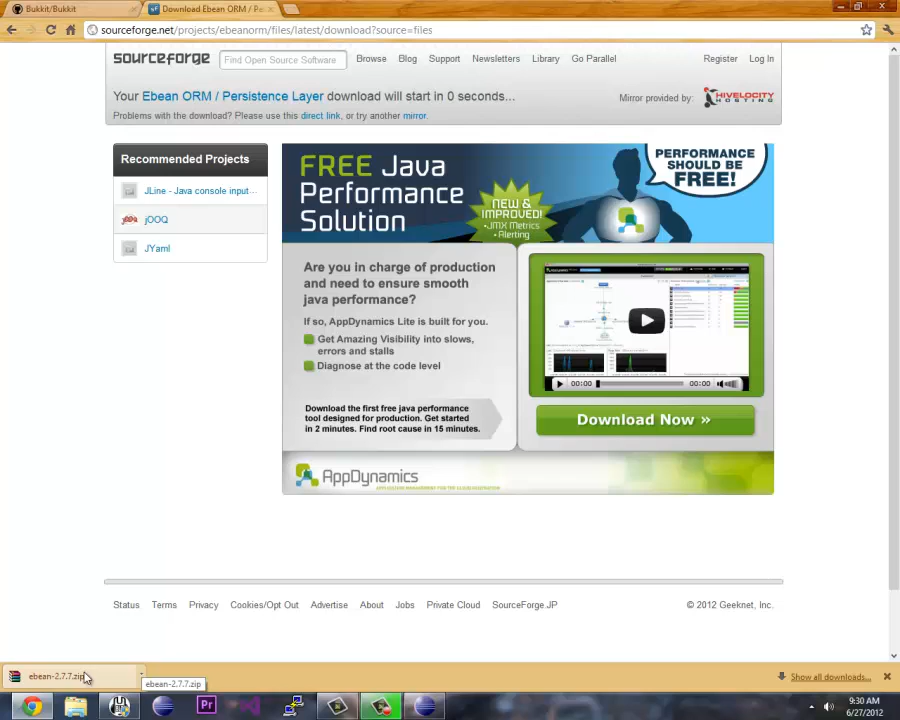 Bukkit/Bukkit
Download Ebean ORM / Pe
sourceforge.net/projects/ebeanorm/files/latest/download?source=files
sourceforge
Find Open Source Software
Browse Blog Support Newsletters Library Go Parallel
Register Log In
Your Ebean ORM / Persistence Layer download will start in 0 seconds...
Mirror provided by:
HIVELOCITY
HOSTING
Problems with the download? Please use this direct link, or try another mirror.
Recommended Projects
JLine - Java console input...
jOOQ
JYaml
FREE Java
Performance
Solution
NEW &
IMPROVED!
•JMX Metrics
•Alerting
PERFORMANCE
SHOULD BE
FREE!
Are you in charge of production
and need to ensure smooth
java performance?
If so, AppDynamics Lite is built for you.
Get Amazing Visibility into slows,
errors and stalls
Diagnose at the code level
Download the first free java performance
tool designed for production. Get started
in 2 minutes. Find root cause in 15 minutes.
00:00 00:00
Download Now »
AppDynamics
Status Terms Privacy Cookies/Opt Out Advertise About Jobs Private Cloud SourceForge.JP
© 2012 Geeknet, Inc.
ebean-2.7.7.zip
ebean-2.7.7.zip
Show all downloads...
Pr
9:30 AM
6/27/2012